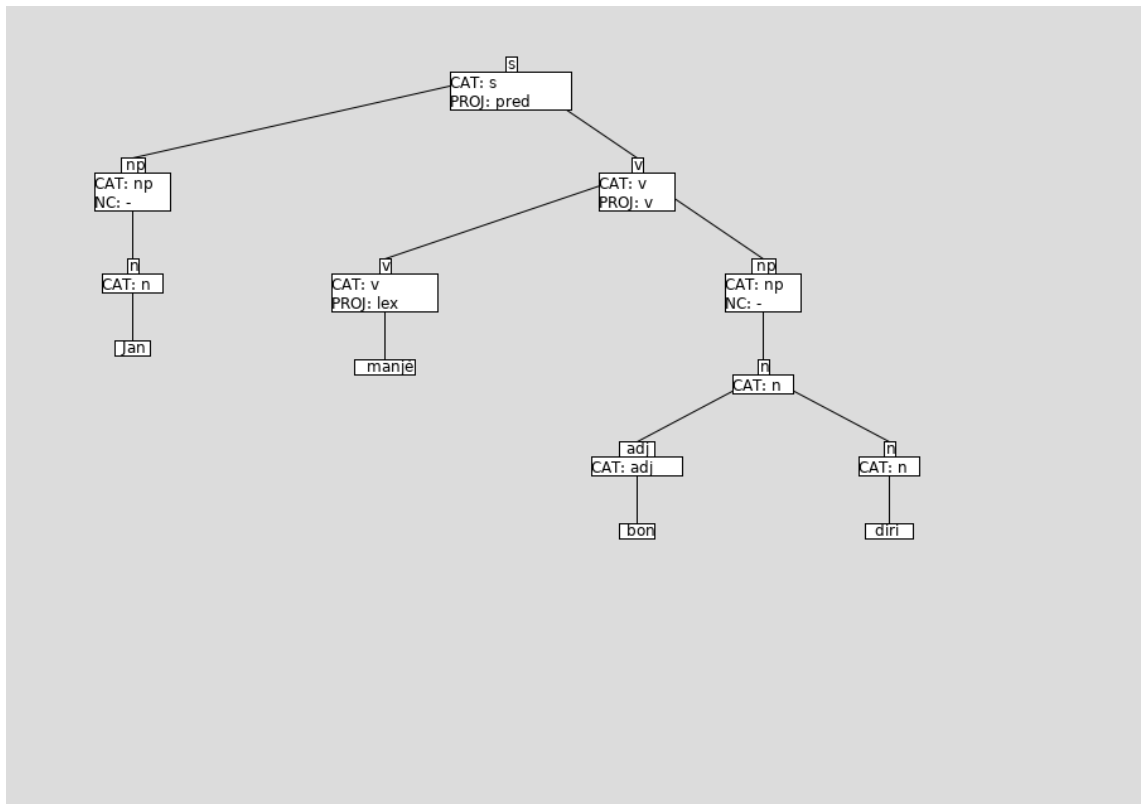 s
CAT: s
PROJ: pred
np
CAT: np
NC: -
v
CAT: v
PROJ: v
n
CAT: n
v
CAT: v
PROJ: lex
np
CAT: np
NC: -
Jan
manje
n
CAT: n
adj
CAT: adj
n
CAT: n
bon
diri